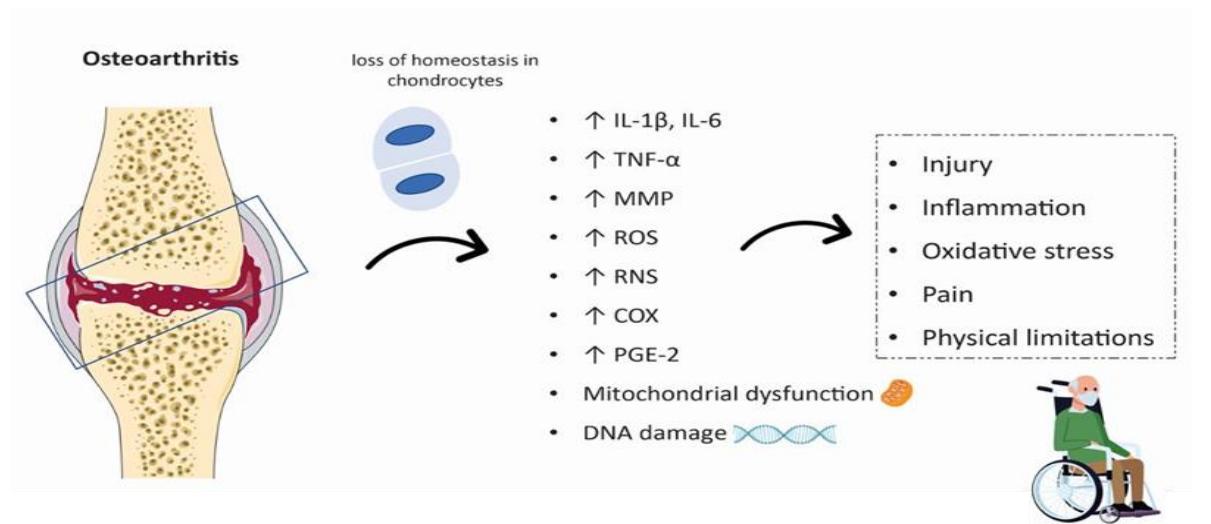 Osteoarthritis
loss of homeostasis in
chondrocytes
• ↑ IL-1β, IL-6
• ↑ TNF-α
• ↑ MMP
• ↑ ROS
• ↑ RNS
• ↑ COX
• ↑ PGE-2
• Mitochondrial dysfunction
• DNA damage
• Injury
• Inflammation
• Oxidative stress
• Pain
• Physical limitations